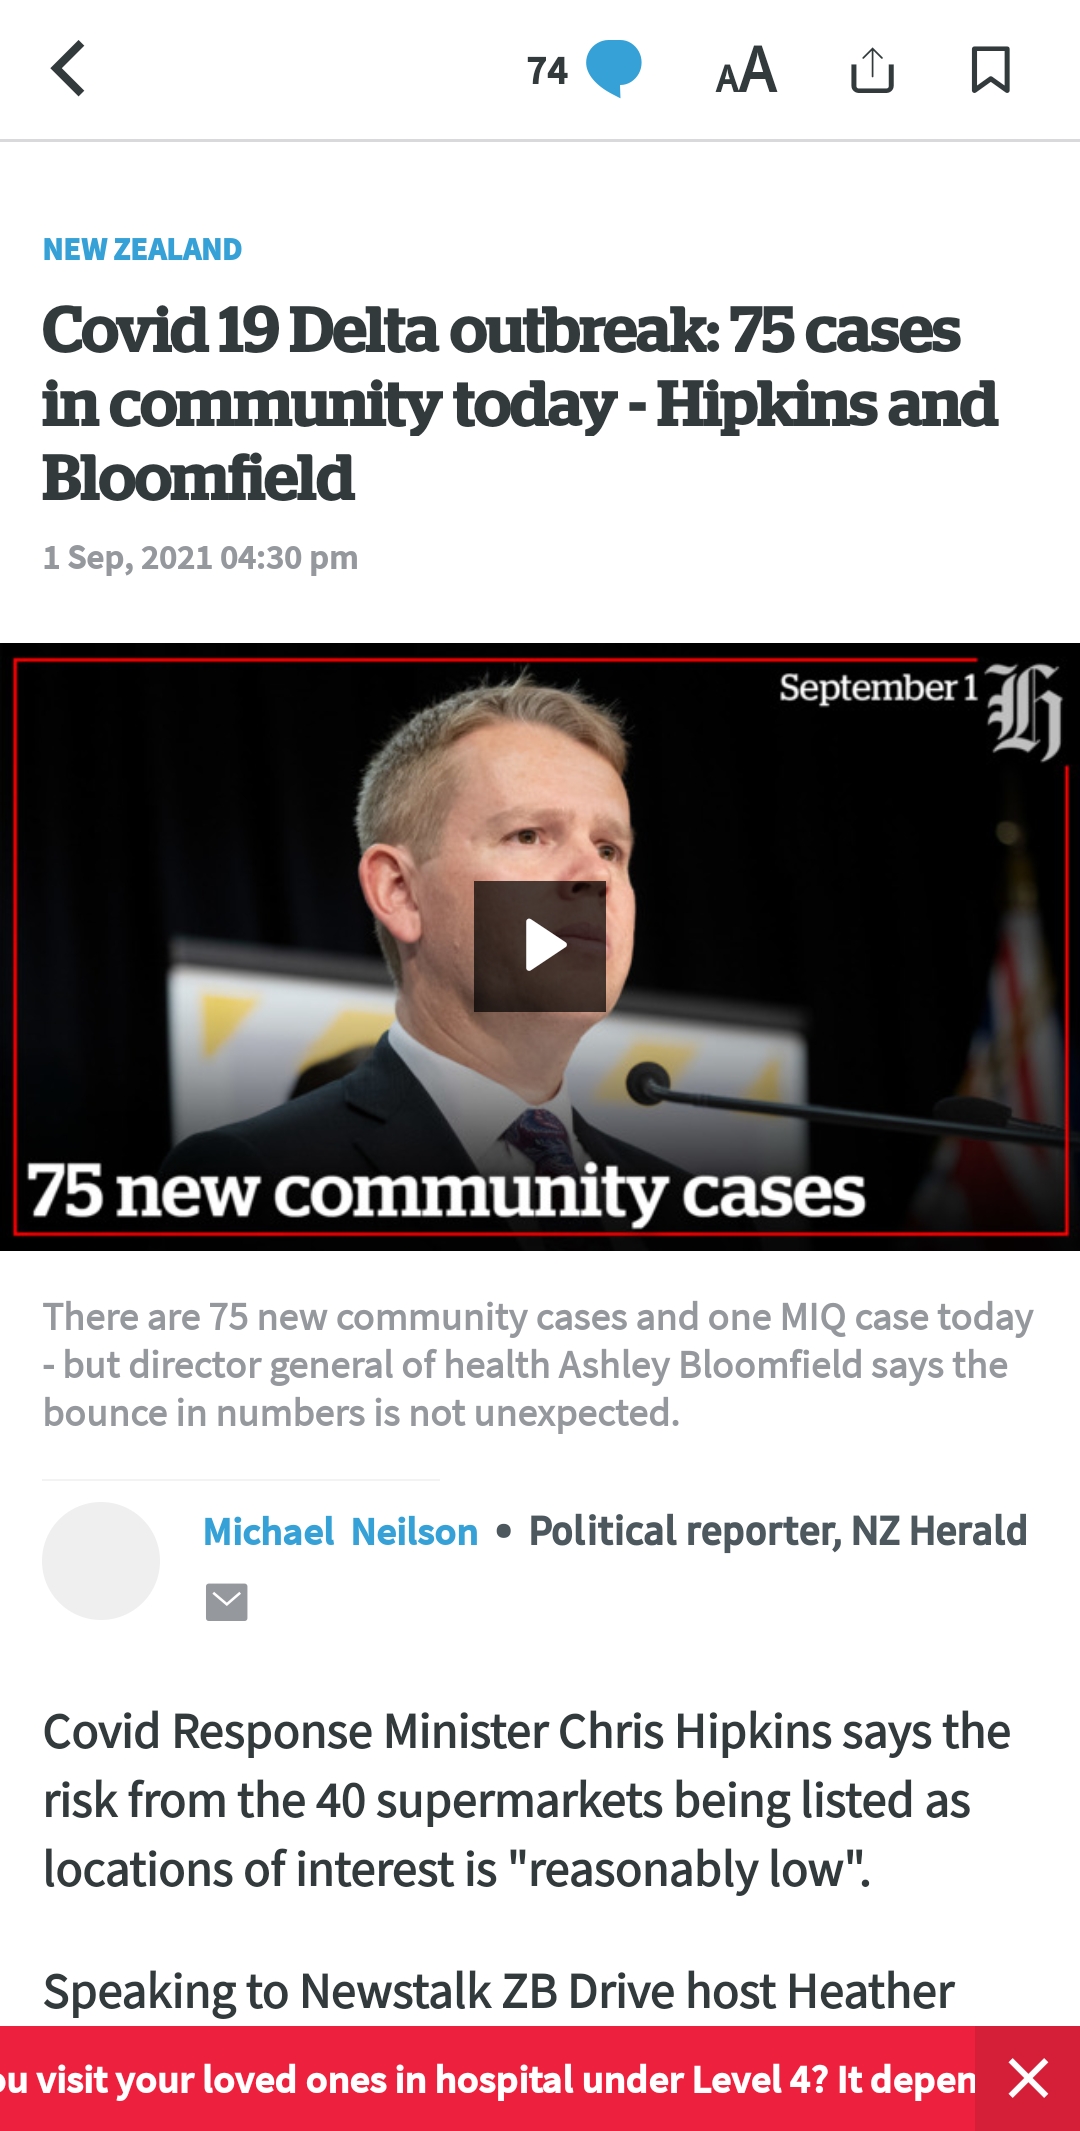 74
AA
NEW ZEALAND
Covid 19 Delta outbreak: 75 cases
in community today - Hipkins and
Bloomfield
1 Sep, 2021 04:30 pm
September 1
75 new community cases
There are 75 new community cases and one MIQ case today
- but director general of health Ashley Bloomfield says the
bounce in numbers is not unexpected.
Michael Neilson • Political reporter, NZ Herald
Covid Response Minister Chris Hipkins says the
risk from the 40 supermarkets being listed as
locations of interest is "reasonably low".
Speaking to Newstalk ZB Drive host Heather
ou visit your loved ones in hospital under Level 4? It depen